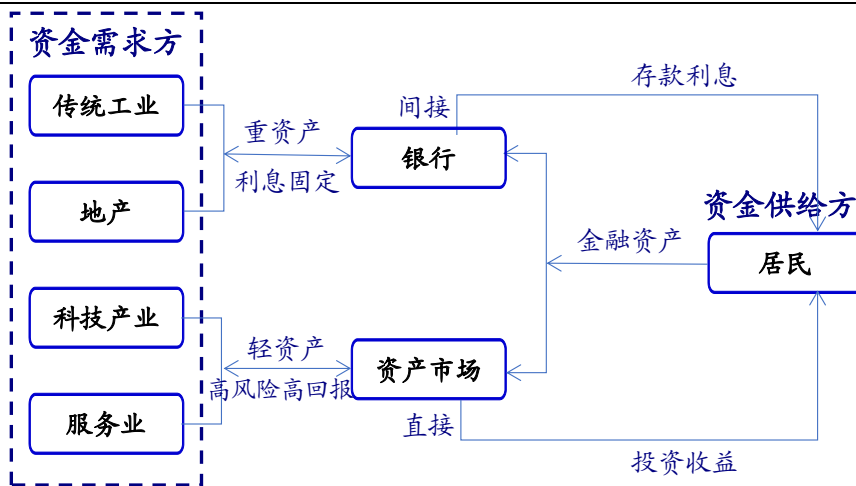 资金需求方
传统工业
地产
科技产业
服务业
重资产
利息固定
轻资产
高风险高回报
间接
银行
资产市场
直接
存款利息
金融资产
投资收益
资金供给方
居民